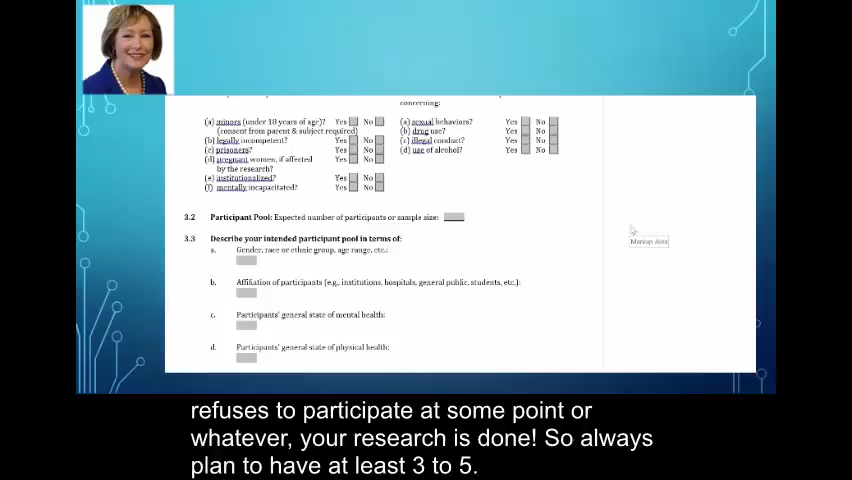 concerning:
(a) minors (under 18 years of age)? Yes No (a) sexual behaviors? Yes No
(consent from parent & subject required) (b) drug use? Yes No
(b) legally incompetent? Yes No (c) illegal conduct? Yes No
(c) prisoners? Yes No (d) use of alcohol? Yes No
(d) pregnant women, if affected Yes No
by the research?
(e) institutionalized? Yes No
(f) mentally incapacitated? Yes No
3.2 Participant Pool: Expected number of participants or sample size:
3.3 Describe your intended participant pool in terms of:
a. Gender, race or ethnic group, age range, etc.:
b. Affiliation of participants (e.g., institutions, hospitals, general public, students, etc.):
c. Participants' general state of mental health:
d. Participants' general state of physical health:
Markup Area
refuses to participate at some point or
whatever, your research is done! So always
plan to have at least 3 to 5.